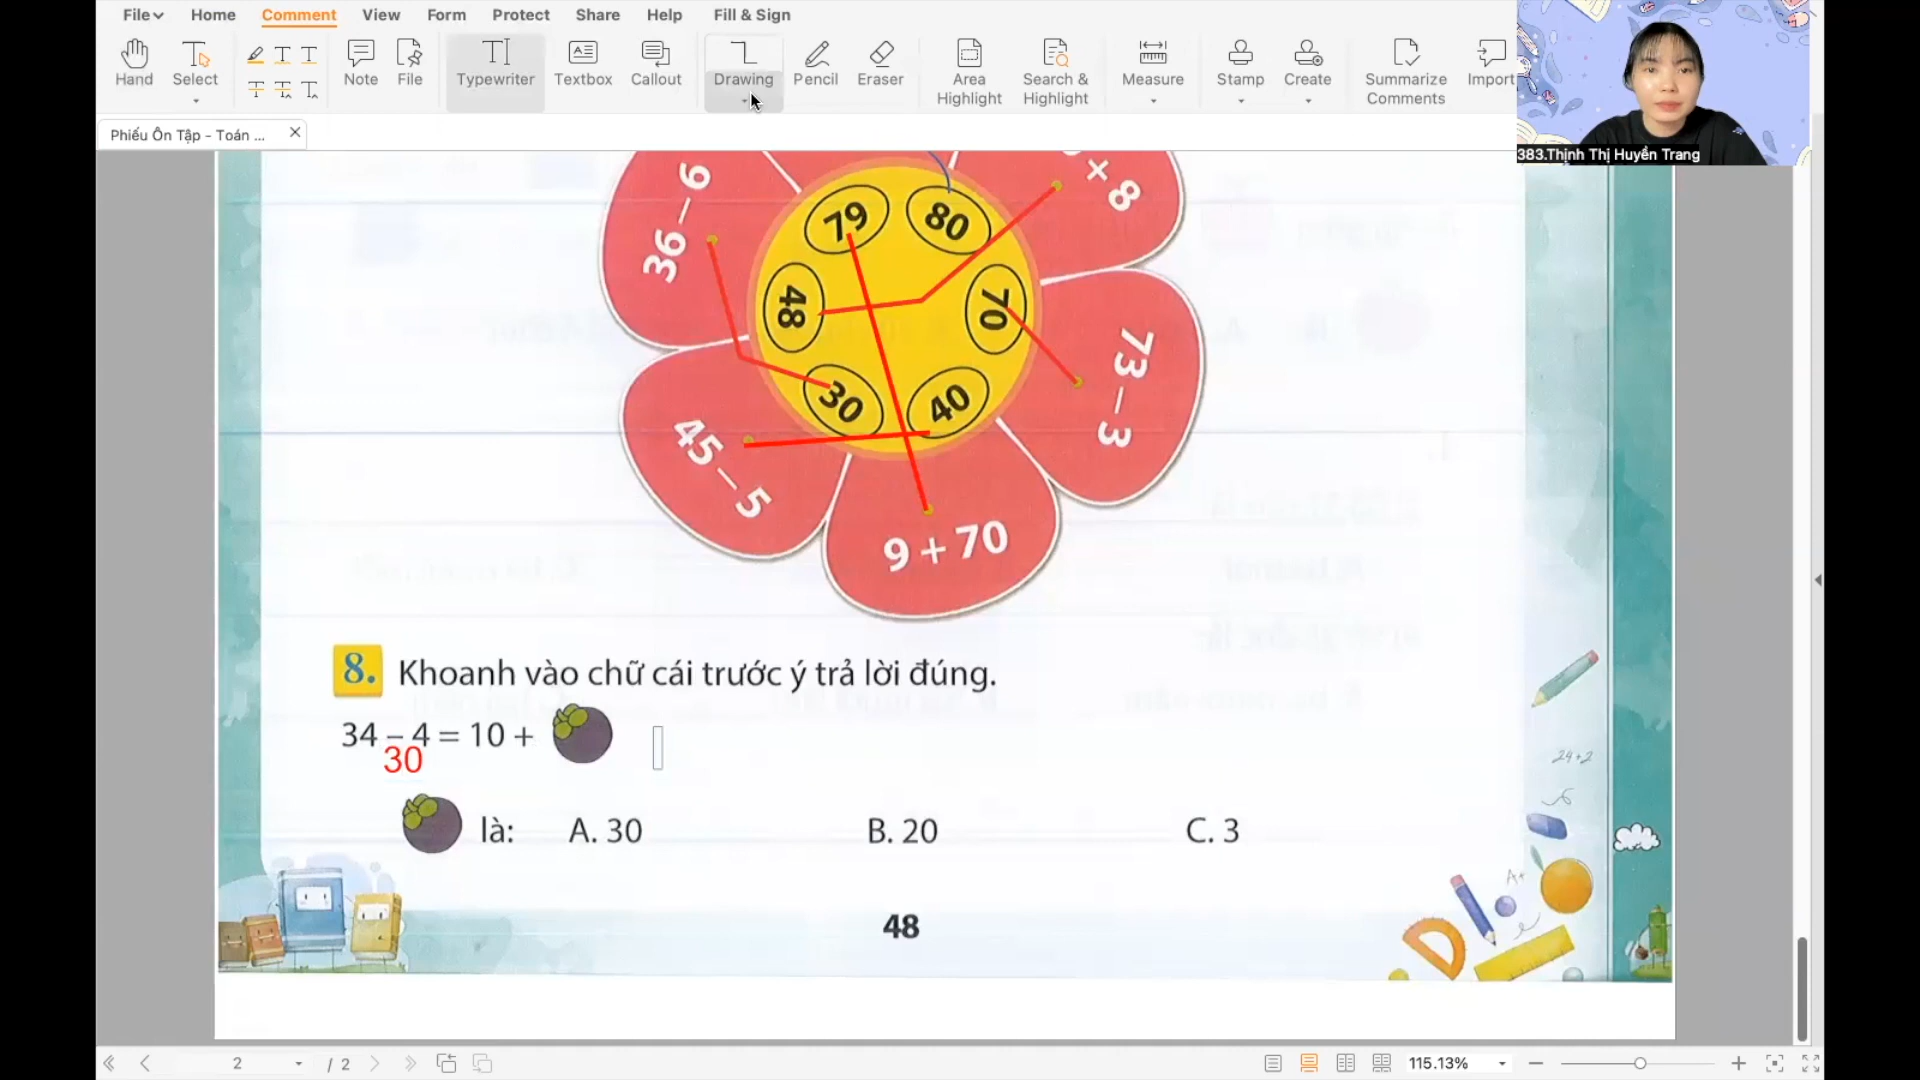 File Home Comment View Form Protect Share Help Fill & Sign
Hand Select Note File Typewriter Textbox Callout Drawing Pencil Eraser Area Highlight Search & Highlight Measure Stamp Create Summarize Comments Import
383.Thịnh Thị Huyền Trang
Phiếu Ôn Tập - Toán ...
36 – 6
× 8
79
80
48
70
30
40
73 – 3
45 – 5
9 + 70
8. Khoanh vào chữ cái trước ý trả lời đúng.
34 – 4 = 10 +
30
24+2
là: A. 30 B. 20 C. 3
A+
48
2 / 2 115.13%